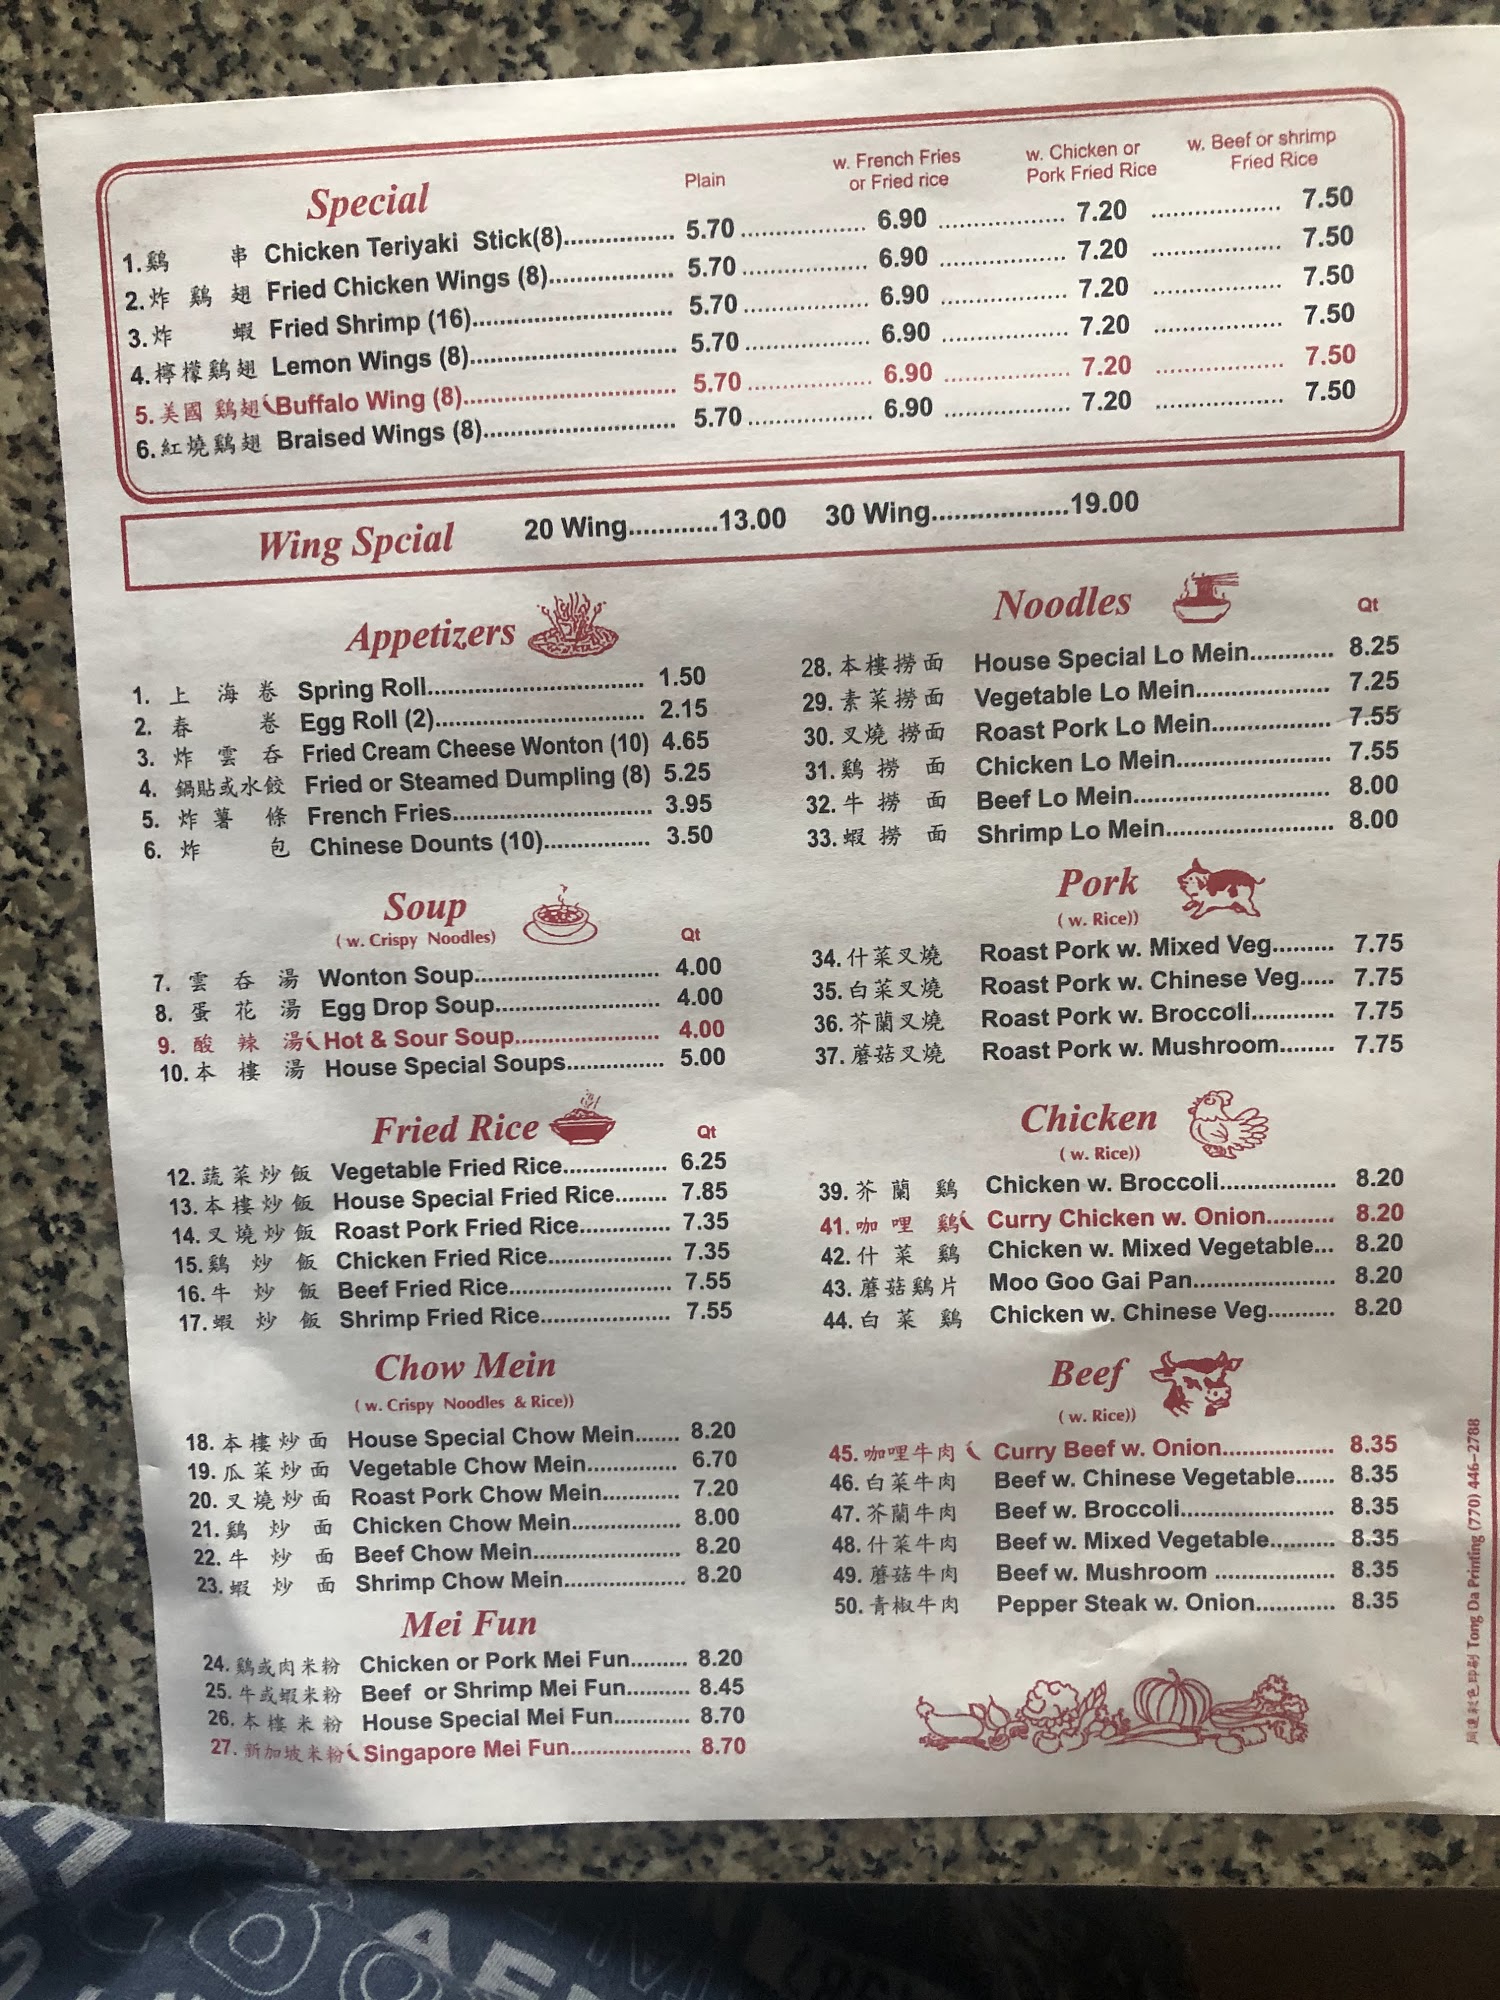 Special
Plain
w. French Fries
or Fried rice
w. Chicken or
Pork Fried Rice
w. Beef or shrimp
Fried Rice
1. 鷄 串 Chicken Teriyaki Stick(8)................ 5.70 ................... 6.90 ................... 7.20 ................... 7.50
2. 炸 鷄 翅 Fried Chicken Wings (8)................... 5.70 ................... 6.90 ................... 7.20 ................... 7.50
3. 炸 蝦 Fried Shrimp (16)............................. 5.70 ................... 6.90 ................... 7.20 ................... 7.50
4. 檸檬鷄翅 Lemon Wings (8)............................... 5.70 ................... 6.90 ................... 7.20 ................... 7.50
5. 美國 鷄翅 Buffalo Wing (8)............................... 5.70 ................... 6.90 ................... 7.20 ................... 7.50
6. 紅燒鷄翅 Braised Wings (8)............................. 5.70 ................... 6.90 ................... 7.20 ................... 7.50
Wing Spcial 20 Wing............13.00 30 Wing..................19.00
Appetizers
1. 上 海 卷 Spring Roll................................. 1.50
2. 春 卷 Egg Roll (2)................................ 2.15
3. 炸 雲 吞 Fried Cream Cheese Wonton (10) 4.65
4. 鍋貼或水餃 Fried or Steamed Dumpling (8) 5.25
5. 炸 薯 條 French Fries............................... 3.95
6. 炸 包 Chinese Dounts (10)................ 3.50
Soup
( w. Crispy Noodles)
Qt
7. 雲 吞 湯 Wonton Soup............................ 4.00
8. 蛋 花 湯 Egg Drop Soup......................... 4.00
9. 酸 辣 湯 Hot & Sour Soup...................... 4.00
10. 本 樓 湯 House Special Soups............... 5.00
Fried Rice
Qt
12. 蔬 菜 炒 飯 Vegetable Fried Rice................ 6.25
13. 本 樓 炒 飯 House Special Fried Rice........ 7.85
14. 叉 燒 炒 飯 Roast Pork Fried Rice.............. 7.35
15. 鷄 炒 飯 Chicken Fried Rice................... 7.35
16. 牛 炒 飯 Beef Fried Rice......................... 7.55
17. 蝦 炒 飯 Shrimp Fried Rice.................... 7.55
Chow Mein
( w. Crispy Noodles & Rice))
18. 本 樓 炒 面 House Special Chow Mein....... 8.20
19. 瓜 菜 炒 面 Vegetable Chow Mein.............. 6.70
20. 叉 燒 炒 面 Roast Pork Chow Mein............ 7.20
21. 鷄 炒 面 Chicken Chow Mein................. 8.00
22. 牛 炒 面 Beef Chow Mein....................... 8.20
23. 蝦 炒 面 Shrimp Chow Mein................... 8.20
Mei Fun
24. 鷄或肉米粉 Chicken or Pork Mei Fun......... 8.20
25. 牛或蝦米粉 Beef or Shrimp Mei Fun.......... 8.45
26. 本 樓 米 粉 House Special Mei Fun............ 8.70
27. 新加坡米粉 Singapore Mei Fun................... 8.70
Noodles
Qt
28. 本 樓 撈 面 House Special Lo Mein............ 8.25
29. 素 菜 撈 面 Vegetable Lo Mein.................... 7.25
30. 叉 燒 撈 面 Roast Pork Lo Mein.................. 7.55
31. 鷄 撈 面 Chicken Lo Mein....................... 7.55
32. 牛 撈 面 Beef Lo Mein............................. 8.00
33. 蝦 撈 面 Shrimp Lo Mein........................ 8.00
Pork
( w. Rice))
34. 什菜叉燒 Roast Pork w. Mixed Veg......... 7.75
35. 白菜叉燒 Roast Pork w. Chinese Veg..... 7.75
36. 芥蘭叉燒 Roast Pork w. Broccoli............ 7.75
37. 蘑菇叉燒 Roast Pork w. Mushroom........ 7.75
Chicken
( w. Rice))
39. 芥 蘭 鷄 Chicken w. Broccoli................. 8.20
41. 咖 哩 鷄 Curry Chicken w. Onion.......... 8.20
42. 什 菜 鷄 Chicken w. Mixed Vegetable... 8.20
43. 蘑菇鷄片 Moo Goo Gai Pan..................... 8.20
44. 白 菜 鷄 Chicken w. Chinese Veg.......... 8.20
Beef
( w. Rice))
45. 咖哩牛肉 Curry Beef w. Onion................. 8.35
46. 白菜牛肉 Beef w. Chinese Vegetable...... 8.35
47. 芥蘭牛肉 Beef w. Broccoli....................... 8.35
48. 什菜牛肉 Beef w. Mixed Vegetable.......... 8.35
49. 蘑菇牛肉 Beef w. Mushroom .................. 8.35
50. 青椒牛肉 Pepper Steak w. Onion............ 8.35
彩色印刷 Tong Da Printing (770) 446-2788